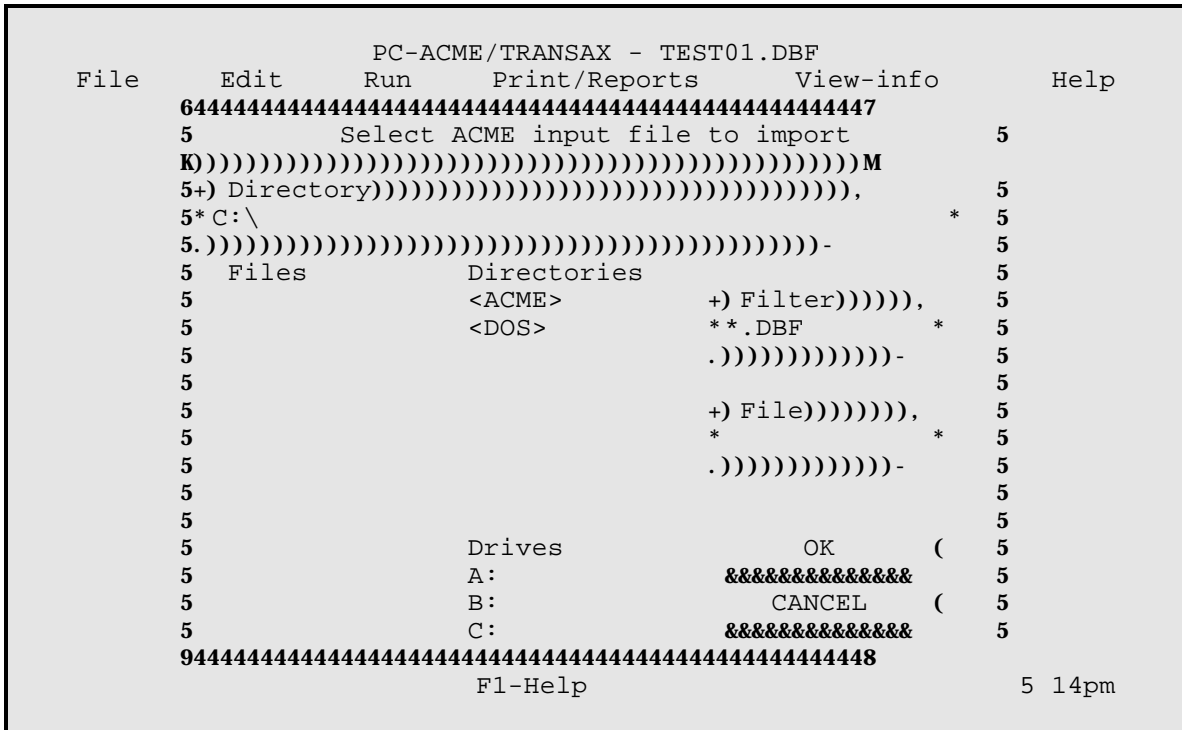 PC-ACME/TRANSAX - TEST01.DBF
File Edit Run Print/Reports View-info Help
64444444444444444444444444444444444444444444444444447
5 Select ACME input file to import 5
K))))))))))))))))))))))))))))))))))))))))))))))))))M
5+) Directory))))))))))))))))))))))))))))))))))))), 5
5* C:\ * 5
5.))))))))))))))))))))))))))))))))))))))))))))))- 5
5 Files Directories 5
5 <ACME> +) Filter)))))), 5
5 <DOS> **.DBF * 5
5 .)))))))))))))- 5
5 5
5 +) File)))))))), 5
5 * * 5
5 .)))))))))))))- 5
5 5
5 5
5 Drives OK ( 5
5 A: &&&&&&&&&&&&&& 5
5 B: CANCEL ( 5
5 C: &&&&&&&&&&&&&& 5
94444444444444444444444444444444444444444444444444448
F1-Help 5 14pm